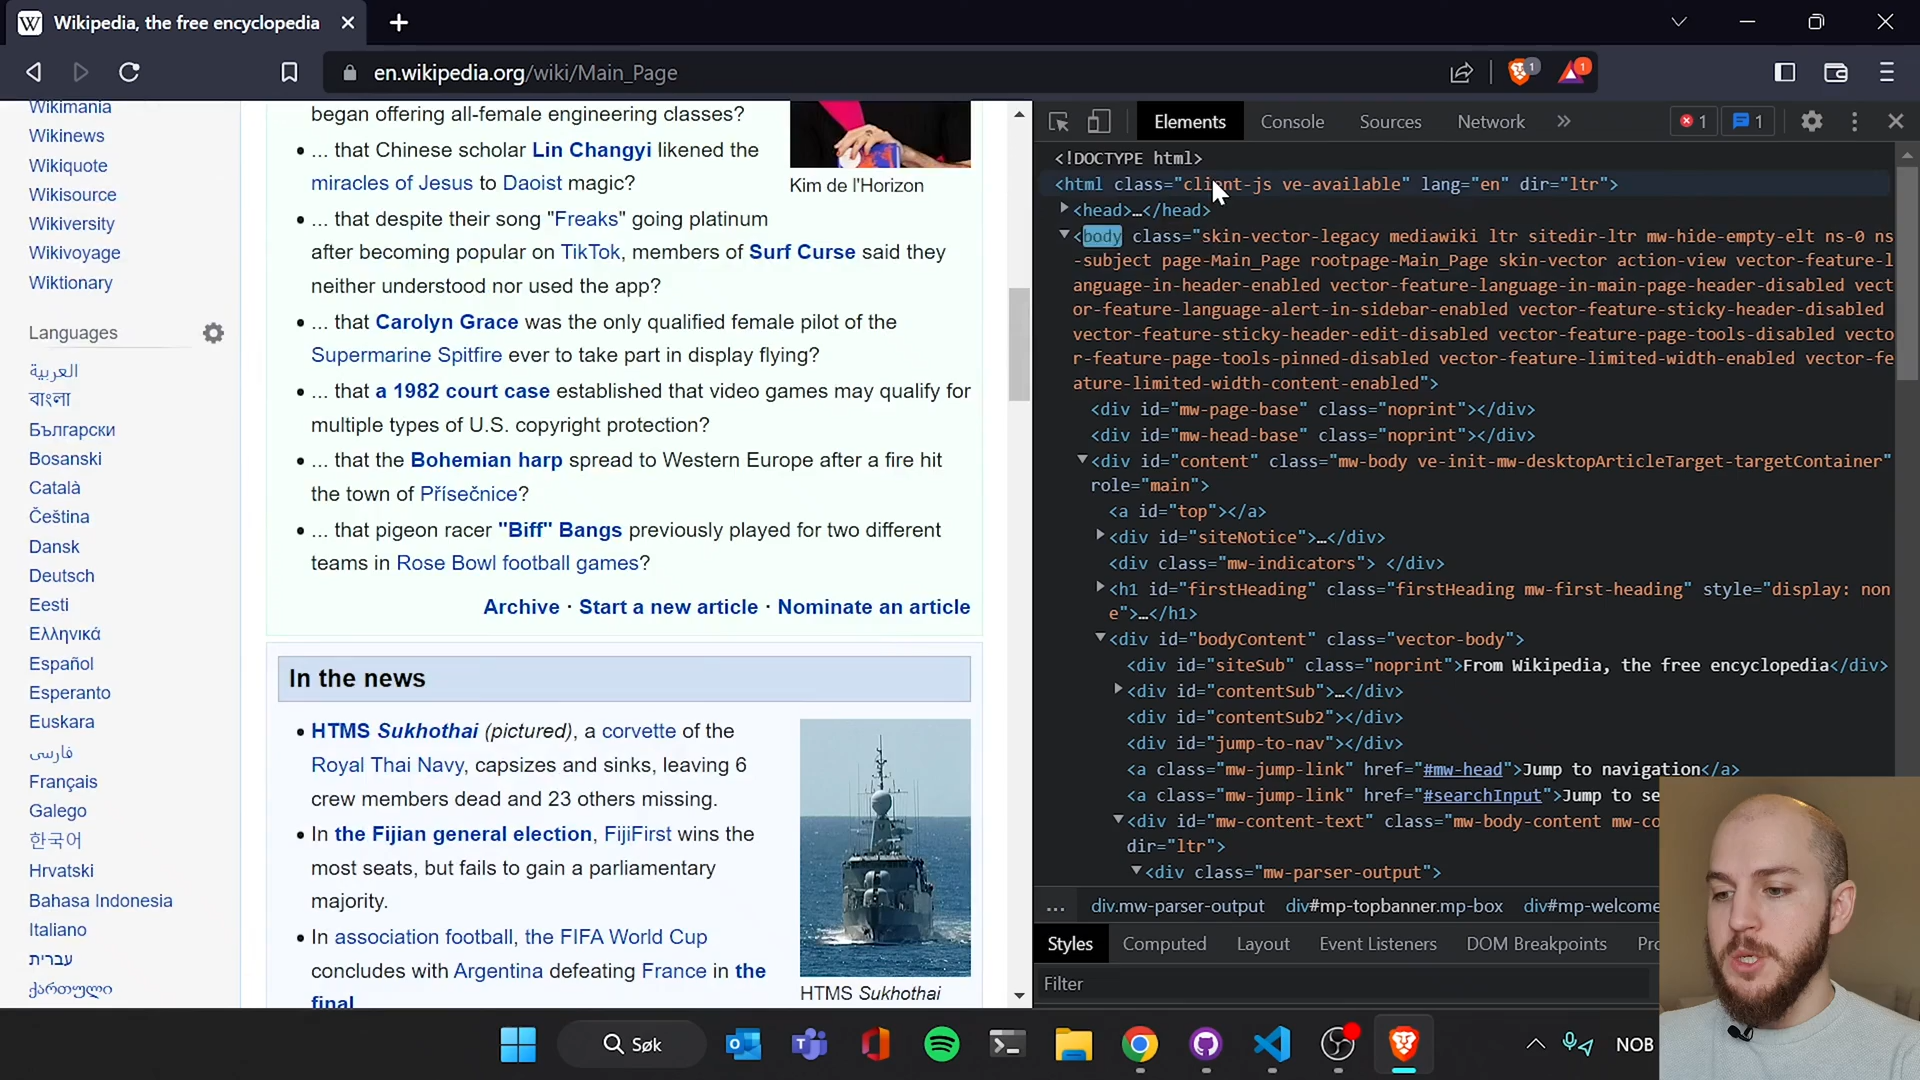 Wikipedia, the free encyclopedia
en.wikipedia.org/wiki/Main_Page
1
1
Wikimania
Wikinews
Wikiquote
Wikisource
Wikiversity
Wikivoyage
Wiktionary
Languages
العربية
বাংলা
Български
Bosanski
Català
Čeština
Dansk
Deutsch
Eesti
Ελληνικά
Español
Esperanto
Euskara
فارسی
Français
Galego
한국어
Hrvatski
Bahasa Indonesia
Italiano
עברית
ქართული
began offering all-female engineering classes?
... that Chinese scholar Lin Changyi likened the
miracles of Jesus to Daoist magic?
Kim de l'Horizon
... that despite their song "Freaks" going platinum
after becoming popular on TikTok, members of Surf Curse said they
neither understood nor used the app?
... that Carolyn Grace was the only qualified female pilot of the
Supermarine Spitfire ever to take part in display flying?
... that a 1982 court case established that video games may qualify for
multiple types of U.S. copyright protection?
... that the Bohemian harp spread to Western Europe after a fire hit
the town of Přísečnice?
... that pigeon racer "Biff" Bangs previously played for two different
teams in Rose Bowl football games?
Archive · Start a new article · Nominate an article
In the news
HTMS Sukhothai (pictured), a corvette of the
Royal Thai Navy, capsizes and sinks, leaving 6
crew members dead and 23 others missing.
In the Fijian general election, FijiFirst wins the
most seats, but fails to gain a parliamentary
majority.
In association football, the FIFA World Cup
concludes with Argentina defeating France in the
final
HTMS Sukhothai
Elements Console Sources Network » 1 1
<!DOCTYPE html>
<html class="client-js ve-available" lang="en" dir="ltr">
<head>…</head>
<body class="skin-vector-legacy mediawiki ltr sitedir-ltr mw-hide-empty-elt ns-0 ns
-subject page-Main_Page rootpage-Main_Page skin-vector action-view vector-feature-l
anguage-in-header-enabled vector-feature-language-in-main-page-header-disabled vect
or-feature-language-alert-in-sidebar-enabled vector-feature-sticky-header-disabled
vector-feature-sticky-header-edit-disabled vector-feature-page-tools-disabled vecto
r-feature-page-tools-pinned-disabled vector-feature-limited-width-enabled vector-fe
ature-limited-width-content-enabled">
<div id="mw-page-base" class="noprint"></div>
<div id="mw-head-base" class="noprint"></div>
<div id="content" class="mw-body ve-init-mw-desktopArticleTarget-targetContainer"
role="main">
<a id="top"></a>
<div id="siteNotice">…</div>
<div class="mw-indicators"> </div>
<h1 id="firstHeading" class="firstHeading mw-first-heading" style="display: non
e">…</h1>
<div id="bodyContent" class="vector-body">
<div id="siteSub" class="noprint">From Wikipedia, the free encyclopedia</div>
<div id="contentSub">…</div>
<div id="contentSub2"></div>
<div id="jump-to-nav"></div>
<a class="mw-jump-link" href="#mw-head">Jump to navigation</a>
<a class="mw-jump-link" href="#searchInput">Jump to se
<div id="mw-content-text" class="mw-body-content mw-co
dir="ltr">
<div class="mw-parser-output">
... div.mw-parser-output div#mp-topbanner.mp-box div#mp-welcome
Styles Computed Layout Event Listeners DOM Breakpoints Pro
Filter
Søk
NOB